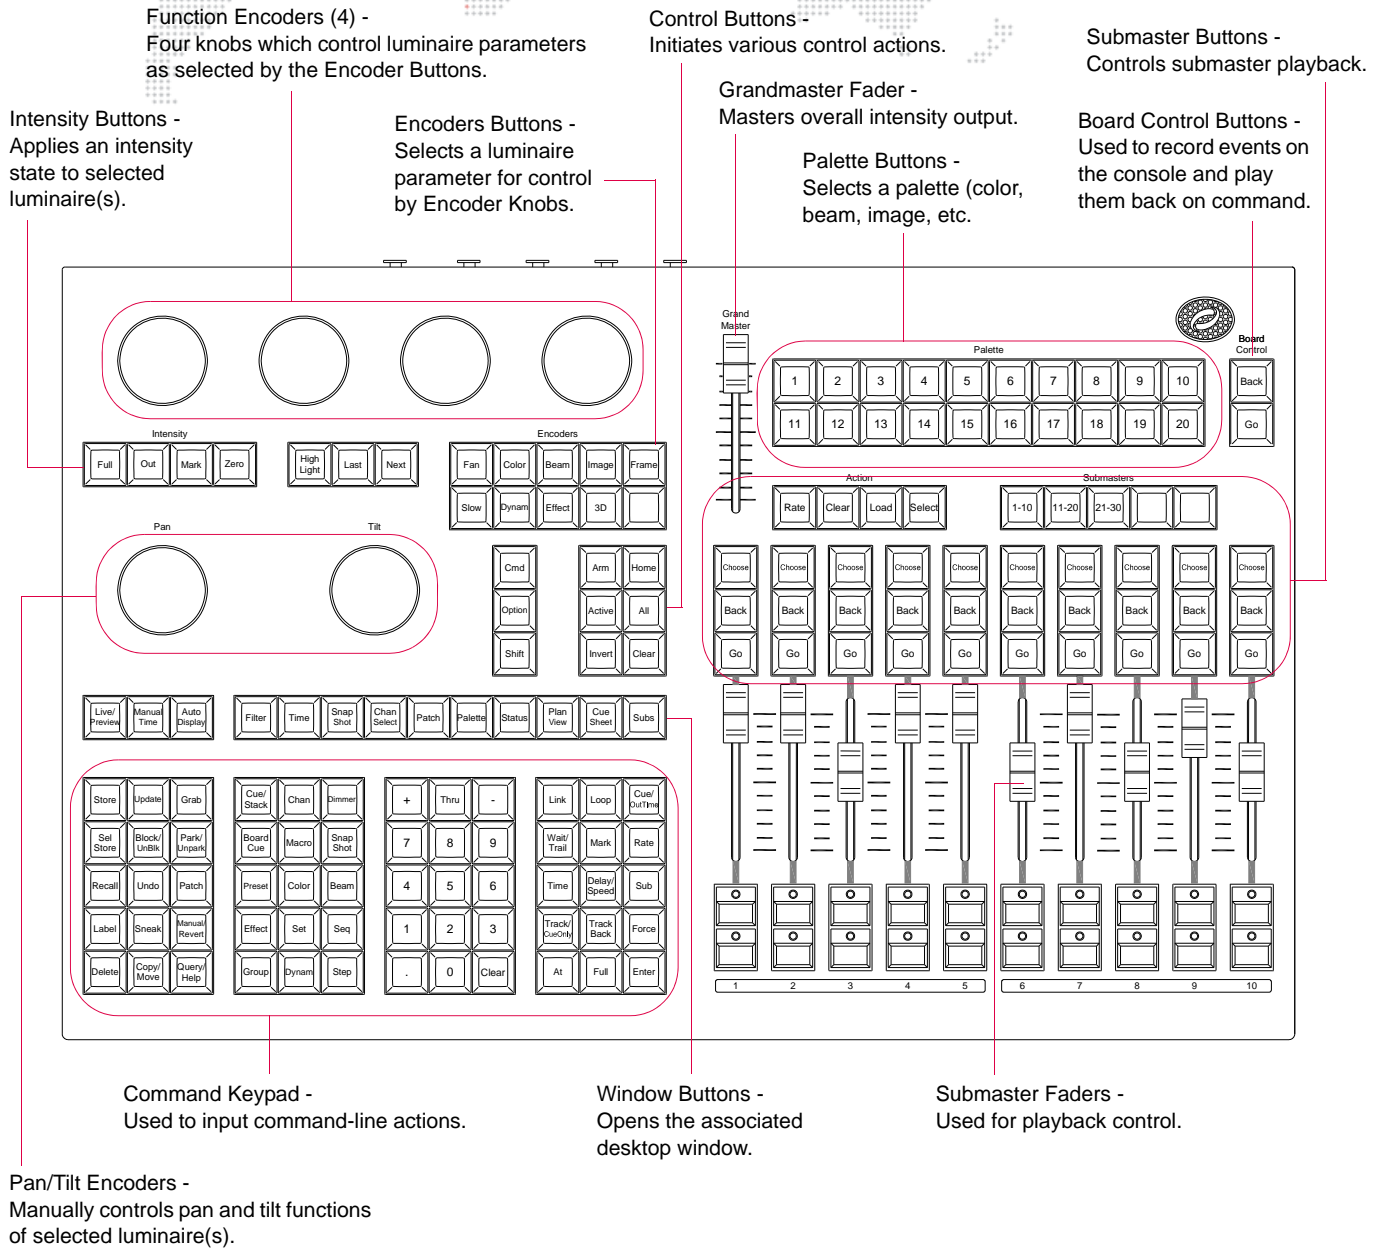 Function Encoders (4) -
Four knobs which control luminaire parameters
as selected by the Encoder Buttons.
Control Buttons -
Initiates various control actions.
Submaster Buttons -
Controls submaster playback.
Intensity Buttons -
Applies an intensity
state to selected
luminaire(s).
Encoders Buttons -
Selects a luminaire
parameter for control
by Encoder Knobs.
Grandmaster Fader -
Masters overall intensity output.
Palette Buttons -
Selects a palette (color,
beam, image, etc.
Board Control Buttons -
Used to record events on
the console and play
them back on command.
Grand
Master
Palette
Board
Control
1 2 3 4 5 6 7 8 9 10
Back
11 12 13 14 15 16 17 18 19 20
Go
Intensity
Encoders
Full Out Mark Zero
High
Light
Last Next
Fan Color Beam Image Frame
Slow Dynam Effect 3D
Action
Submasters
Rate Clear Load Select
1-10 11-20 21-30
Pan
Tilt
Cmd
Option
Shift
Arm Home
Active All
Invert Clear
Choose Choose Choose Choose Choose Choose Choose Choose Choose Choose
Back Back Back Back Back Back Back Back Back Back
Go Go Go Go Go Go Go Go Go Go
Live/
Preview
Manual
Time
Auto
Display
Filter Time
Snap
Shot
Chan
Select
Patch Palette Status
Plan
View
Cue
Sheet
Subs
Store Update Grab
Sel
Store
Block/
UnBlk
Park/
Unpark
Recall Undo Patch
Label Sneak
Manual/
Revert
Delete
Copy/
Move
Query/
Help
Cue/
Stack
Chan Dimmer
Board
Cue
Macro
Snap
Shot
Preset Color Beam
Effect Set Seq
Group Dynam Step
+ Thru -
7 8 9
4 5 6
1 2 3
. 0 Clear
Link Loop
Cue/
OutTime
Wait/
Trail
Mark Rate
Time
Delay/
Speed
Sub
Track/
CueOnly
Track
Back
Force
At Full Enter
1 2 3 4 5 6 7 8 9 10
Command Keypad -
Used to input command-line actions.
Window Buttons -
Opens the associated
desktop window.
Submaster Faders -
Used for playback control.
Pan/Tilt Encoders -
Manually controls pan and tilt functions
of selected luminaire(s).